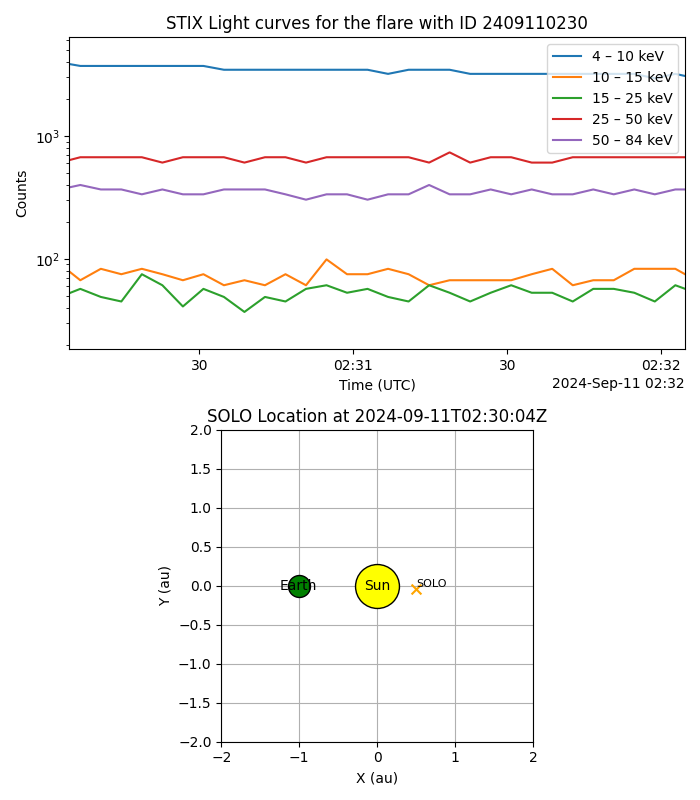 STIX Light curves for the flare with ID 2409110230
4 – 10 keV
10 – 15 keV
15 – 25 keV
25 – 50 keV
50 – 84 keV
10³
10²
Counts
30
02:31
30
02:32
Time (UTC)
2024-Sep-11 02:32
SOLO Location at 2024-09-11T02:30:04Z
2.0
1.5
1.0
0.5
0.0
−0.5
−1.0
−1.5
−2.0
Y (au)
Earth
Sun
SOLO
−2
−1
0
1
2
X (au)